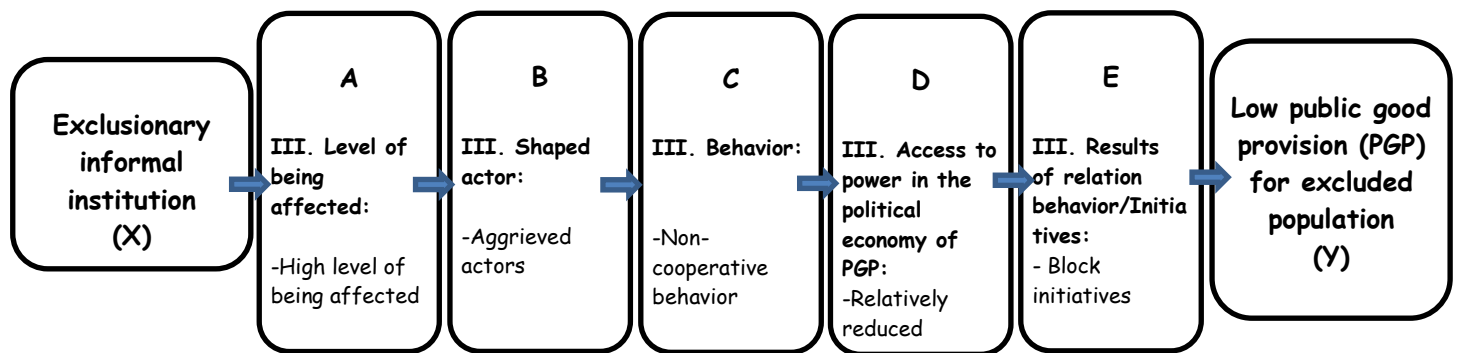 Exclusionary
informal
institution
(X)
A
III. Level of
being
affected:
-High level of
being affected
B
III. Shaped
actor:
-Aggrieved
actors
C
III. Behavior:
-Non-
cooperative
behavior
D
III. Access to
power in the
political
economy of
PGP:
-Relatively
reduced
E
III. Results
of relation
behavior/Initia
tives:
- Block
initiatives
Low public good
provision (PGP)
for excluded
population
(Y)